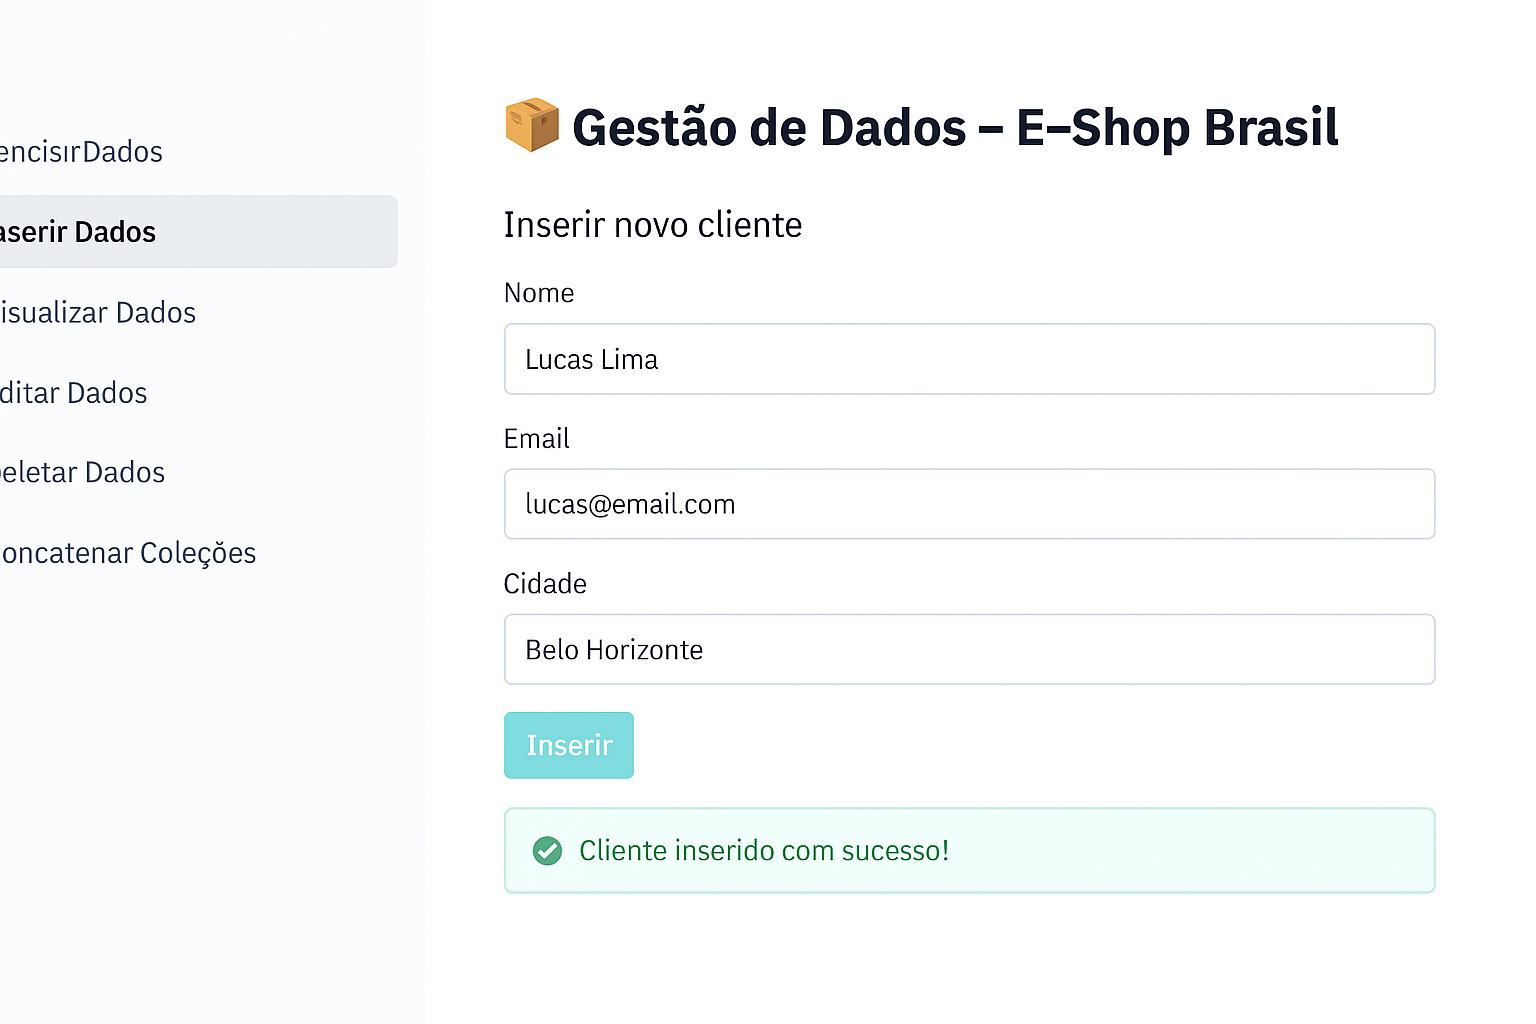 encisırDados
aserir Dados
isualizar Dados
ditar Dados
eletar Dados
oncatenar Coleções
Gestão de Dados – E–Shop Brasil
Inserir novo cliente
Nome
Lucas Lima
Email
lucas@email.com
Cidade
Belo Horizonte
Inserir
Cliente inserido com sucesso!